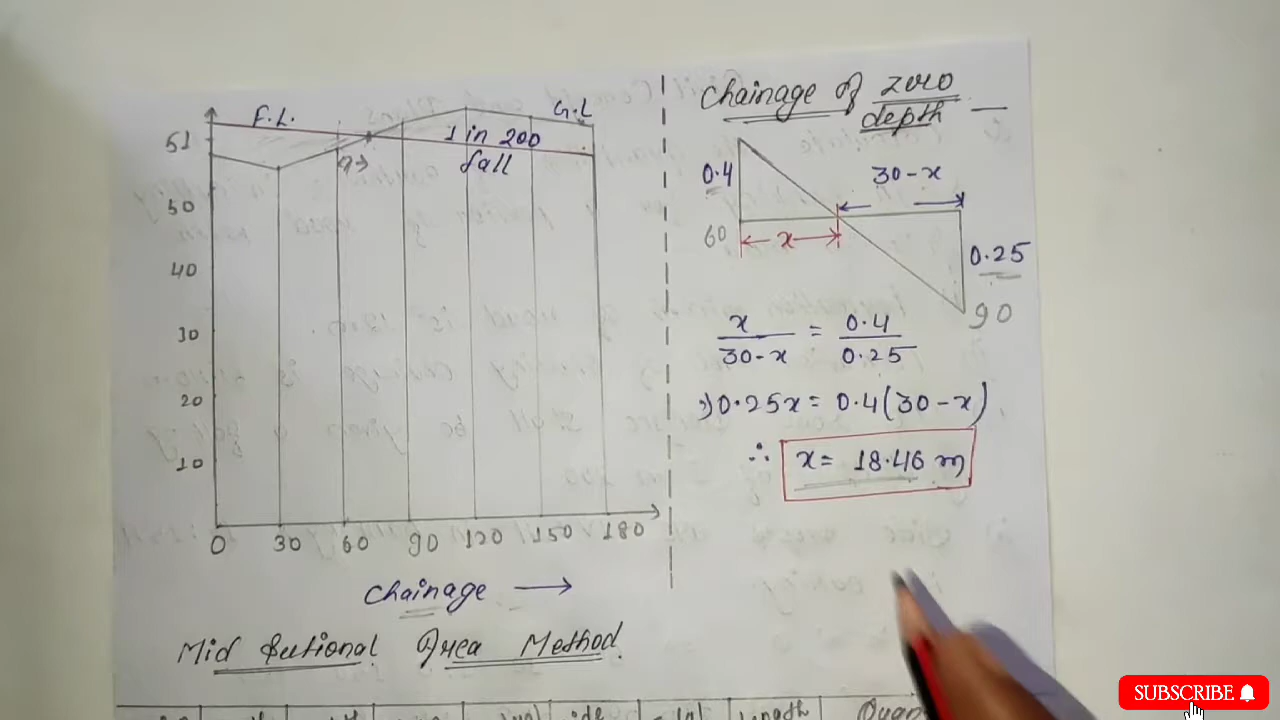 F.L.
G.L
51
1 in 200
fall
50
40
30
20
10
0 30 60 90 120 150 180
Chainage
Mid Sectional Area Method
Chainage of zero
depth
0.4
30-x
60
x
0.25
90
x/30-x = 0.4/0.25
0.25x = 0.4(30-x)
∴ x = 18.46 m
Length
SUBSCRIBE